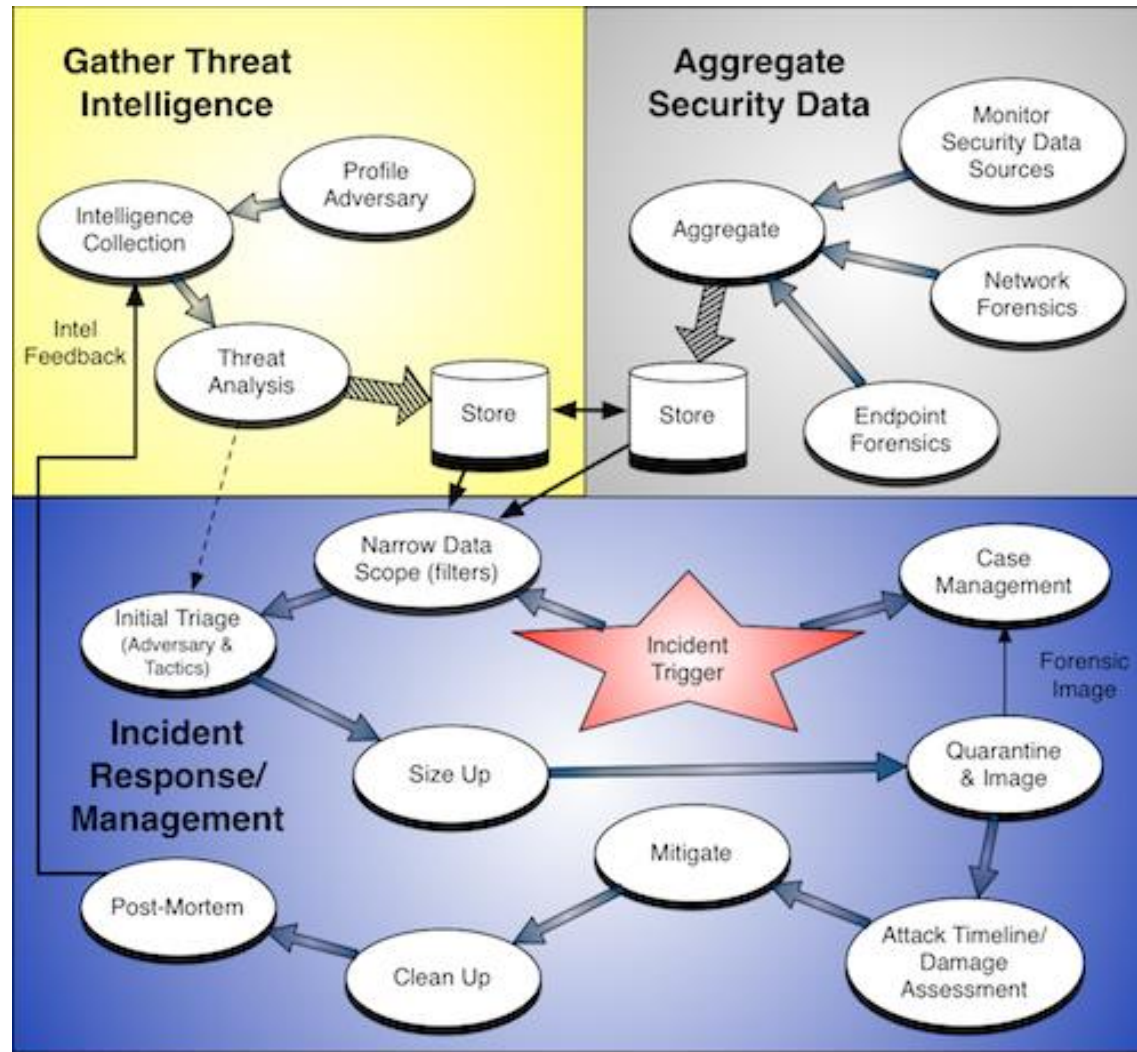 Gather Threat
Intelligence
Profile
Adversary
Intelligence
Collection
Intel
Feedback
Threat
Analysis
Store
Aggregate
Security Data
Monitor
Security Data
Sources
Aggregate
Network
Forensics
Endpoint
Forensics
Store
Narrow Data
Scope (filters)
Case
Management
Initial Triage
(Adversary &
Tactics)
Incident
Trigger
Forensic
Image
Incident
Response/
Management
Size Up
Quarantine
& Image
Mitigate
Post-Mortem
Clean Up
Attack Timeline/
Damage
Assessment